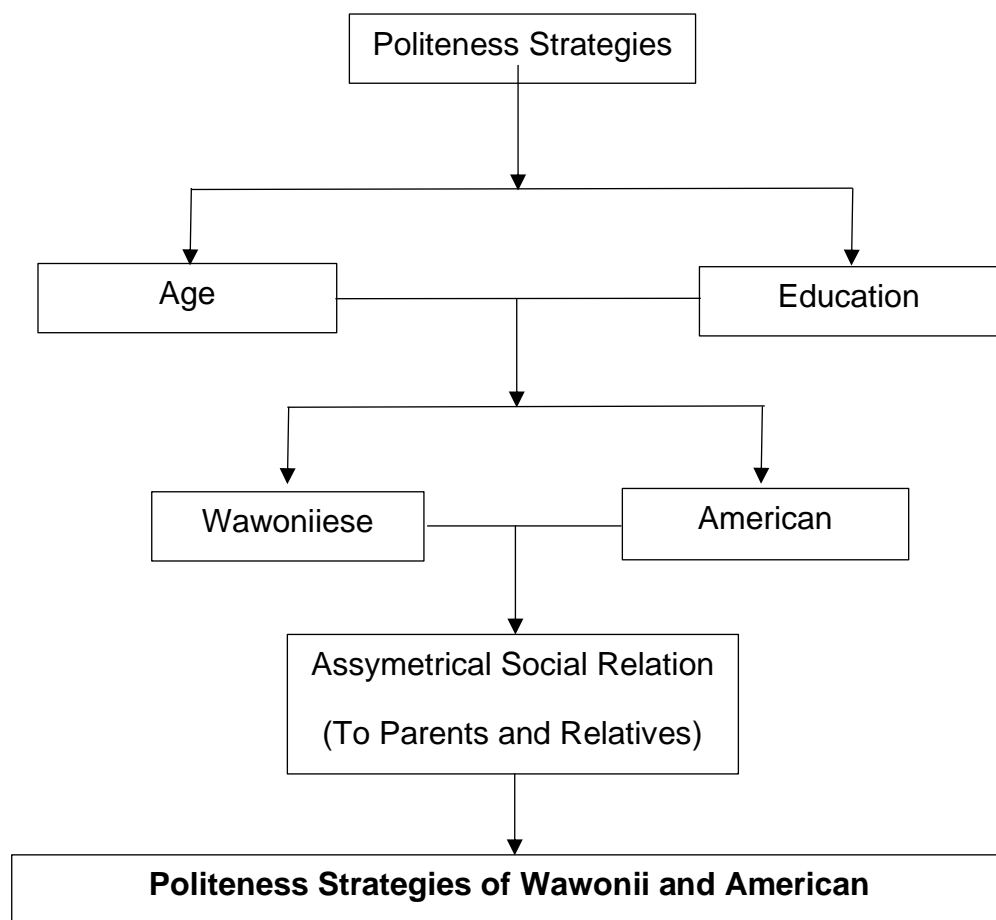 Politeness Strategies
Age
Education
Wawoniiese
American
Assymetrical Social Relation
(To Parents and Relatives)
Politeness Strategies of Wawonii and American